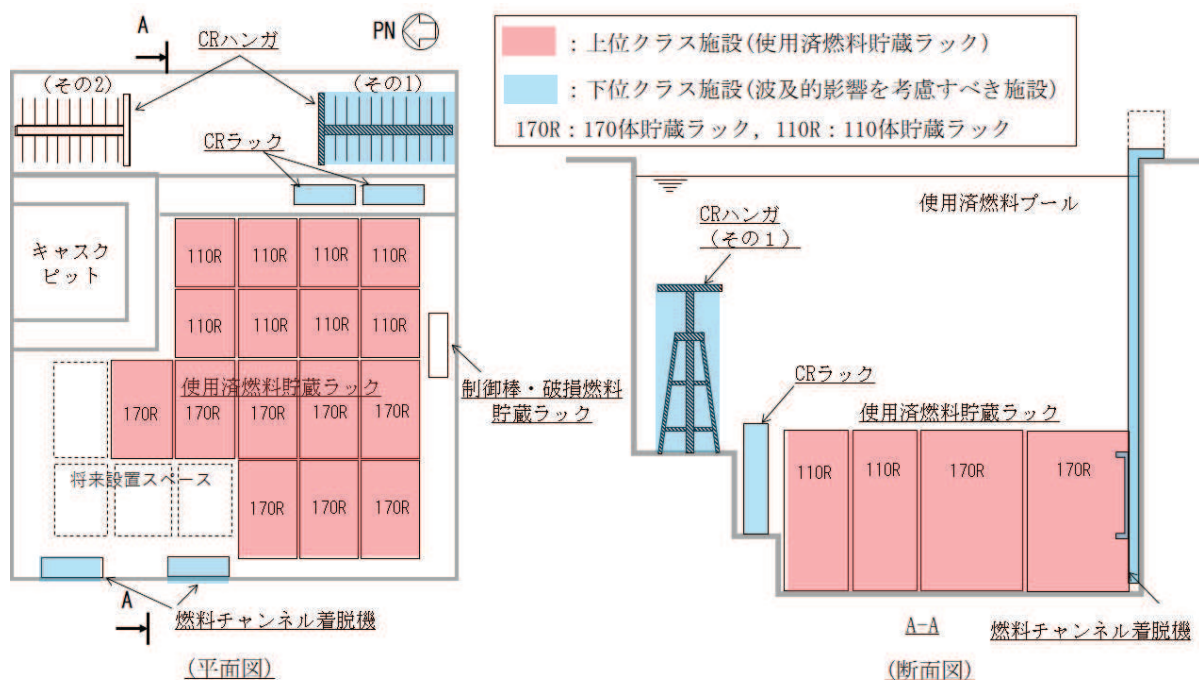 A
PN
CRハンガ
(その2)
(その1)
CRラック
キャスク
ピット
110R
110R
110R
110R
110R
110R
110R
110R
使用済燃料貯蔵ラック
170R
170R
170R
170R
170R
制御棒・破損燃料
貯蔵ラック
将来設置スペース
170R
170R
170R
A
燃料チャンネル着脱機
(平面図)
:上位クラス施設(使用済燃料貯蔵ラック)
:下位クラス施設(波及的影響を考慮すべき施設)
170R:170体貯蔵ラック, 110R:110体貯蔵ラック
使用済燃料プール
CRハンガ
(その1)
CRラック
使用済燃料貯蔵ラック
110R
110R
170R
170R
A-A
燃料チャンネル着脱機
(断面図)